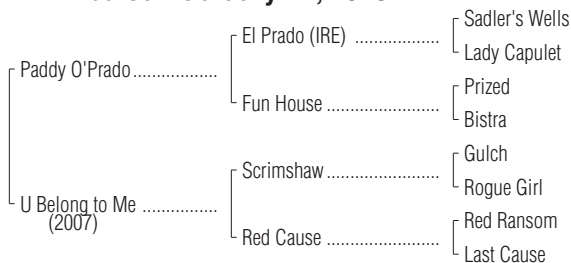 El Prado (IRE) ....................
Sadler's Wells
Lady Capulet
Paddy O'Prado..................
Fun House ..........................
Prized
Bistra
Scrimshaw ..........................
Gulch
Rogue Girl
U Belong to Me ................
(2007)
Red Cause ..........................
Red Ransom
Last Cause